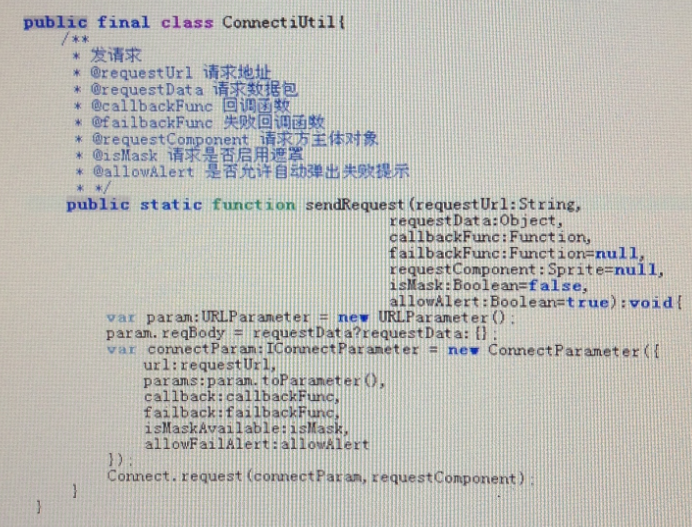 public final class ConnectiUtil{
/**
* 发请求
* @requestUrl 请求地址
* @requestData 请求数据包
* @callbackFunc 回调函数
* @failbackFunc 失败回调函数
* @requestComponent 请求方主体对象
* @isMask 请求是否启用遮罩
* @allowAlert 是否允许自动弹出失败提示
* */
public static function sendRequest(requestUrl:String,
requestData:Object,
callbackFunc:Function,
failbackFunc:Function=null,
requestComponent:Sprite=null,
isMask:Boolean=false,
allowAlert:Boolean=true):void{
var param:URLParameter = new URLParameter();
param.reqBody = requestData?requestData:{};
var connectParam:IConnectParameter = new ConnectParameter({
url:requestUrl,
params:param.toParameter(),
callback:callbackFunc,
failback:failbackFunc,
isMaskAvailable:isMask,
allowFailAlert:allowAlert
});
Connect.request(connectParam,requestComponent);
}
}